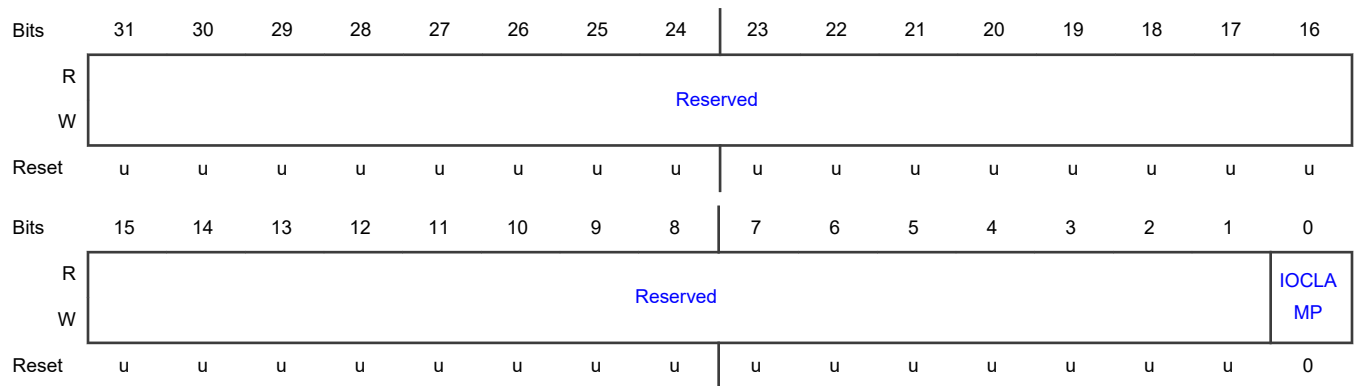 Bits 31 30 29 28 27 26 25 24 23 22 21 20 19 18 17 16
R
Reserved
W
Reset u u u u u u u u u u u u u u u u
Bits 15 14 13 12 11 10 9 8 7 6 5 4 3 2 1 0
R
Reserved
IOCLA
MP
W
Reset u u u u u u u u u u u u u u u 0